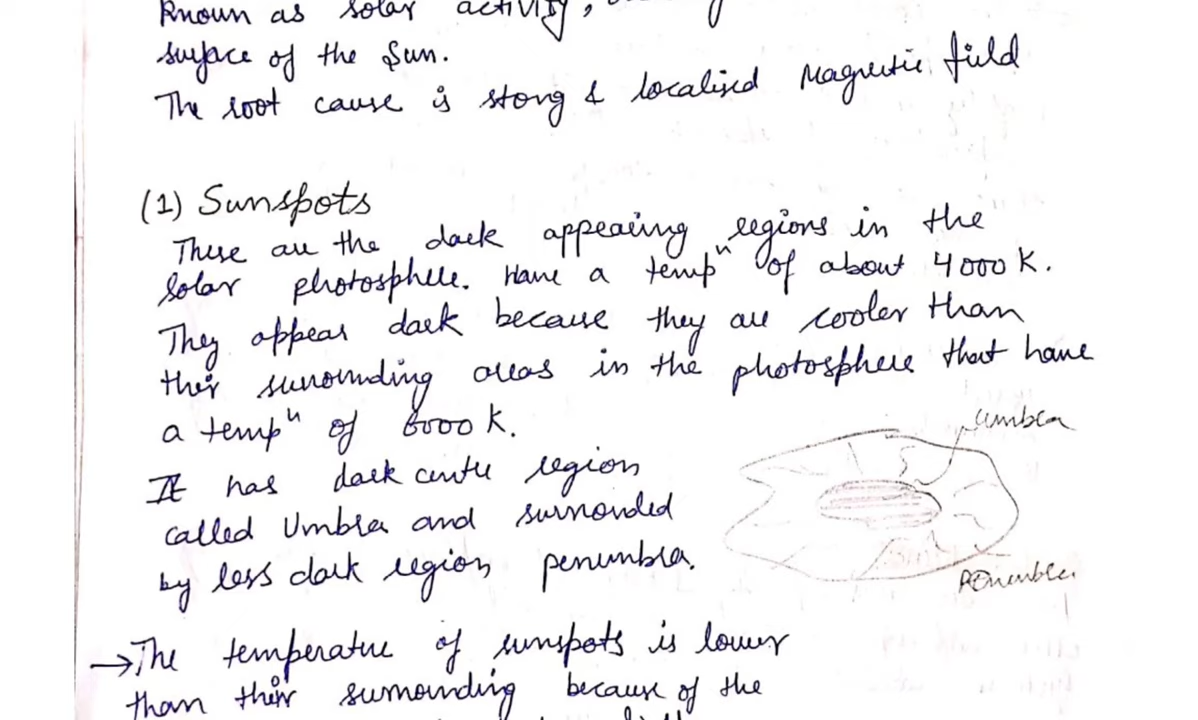 Known as solar activity,
surface of the Sun.
The root cause is stong & localised Magnetic field
(1) Sunspots
These are the dark appearing regions in the
solar photosphere. Have a tempⁿ of about 4000 K.
They appear dark because they are cooler than
their surrounding areas in the photosphere that have
a tempⁿ of 6000 K.
Umbra
It has dark centre region
called Umbra and surronded
by less dark region penumbra.
Penumbra.
→The temperature of sunspots is lower
than their surrounding because of the